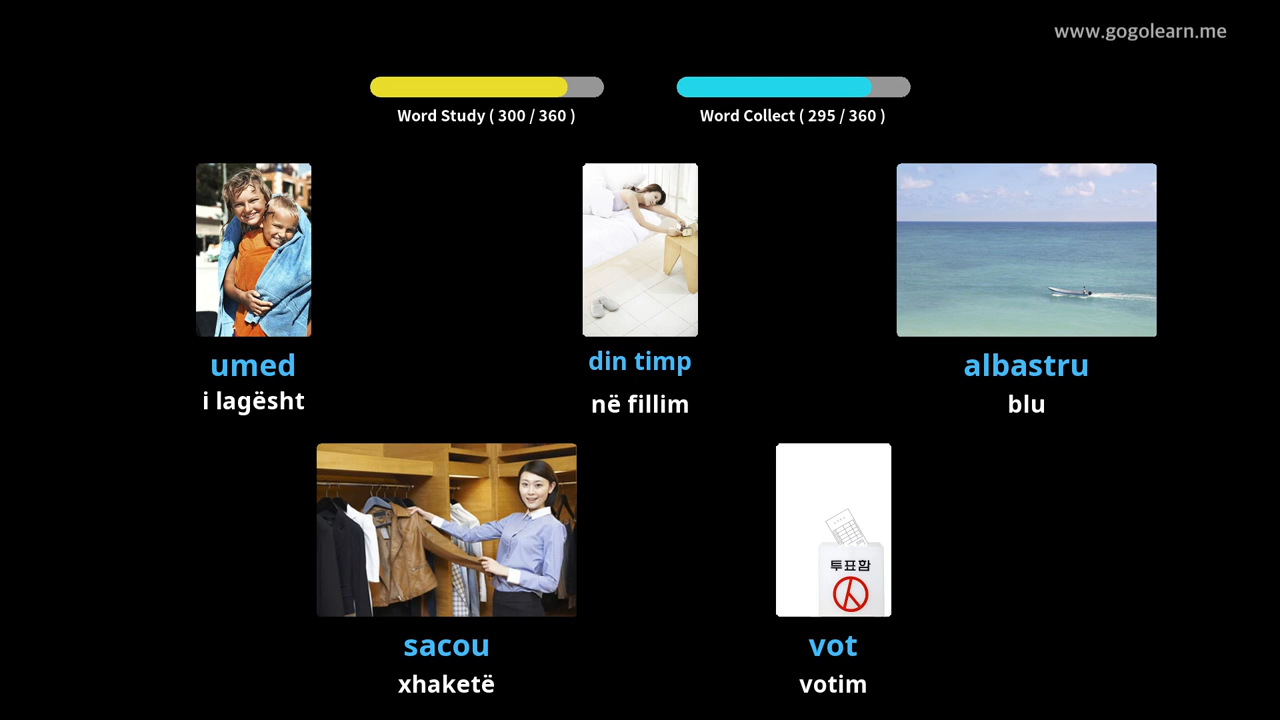 www.gogolearn.me
Word Study ( 300 / 360 )
Word Collect ( 295 / 360 )
umed
i lagësht
din timp
në fillim
albastru
blu
sacou
xhaketë
투표함
vot
votim